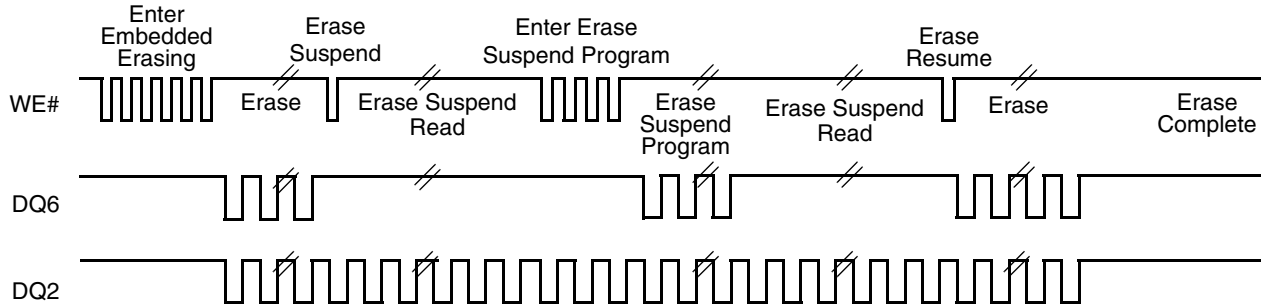 Enter
Embedded
Erasing
Erase
Suspend
Enter Erase
Suspend Program
Erase
Resume
WE#
Erase
Erase Suspend
Read
Erase
Suspend
Program
Erase Suspend
Read
Erase
Erase
Complete
DQ6
DQ2